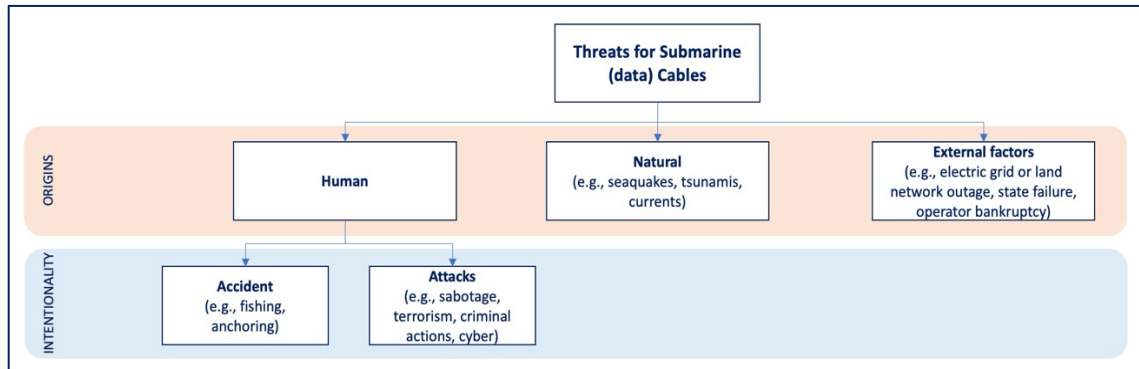 Threats for Submarine
(data) Cables
ORIGINS
Human
Natural
(e.g., seaquakes, tsunamis,
currents)
External factors
(e.g., electric grid or land
network outage, state failure,
operator bankruptcy)
INTENTIONALITY
Accident
(e.g., fishing,
anchoring)
Attacks
(e.g., sabotage,
terrorism, criminal
actions, cyber)